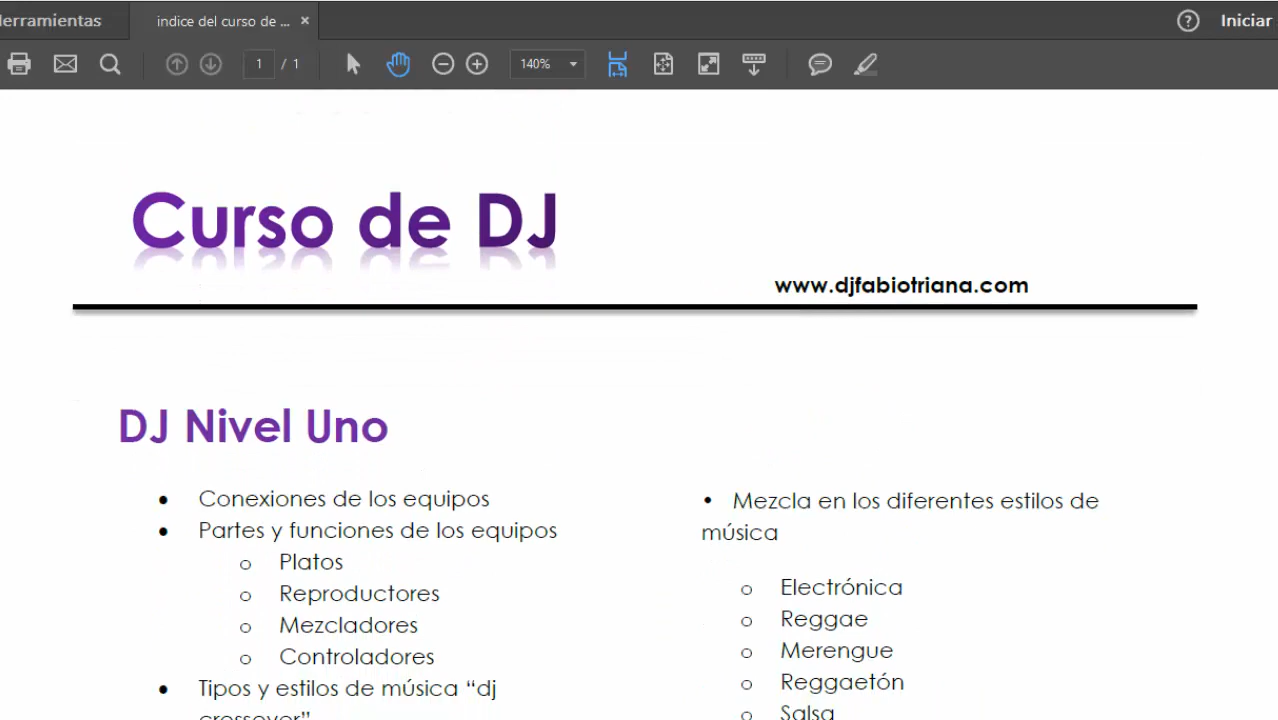 Herramientas
indice del curso de ... ×
? Iniciar
1 / 1
140%
Curso de DJ
www.djfabiotriana.com
DJ Nivel Uno
• Conexiones de los equipos
• Partes y funciones de los equipos
o Platos
o Reproductores
o Mezcladores
o Controladores
• Tipos y estilos de música “dj
crossover”
• Mezcla en los diferentes estilos de
música
o Electrónica
o Reggae
o Merengue
o Reggaetón
o Salsa